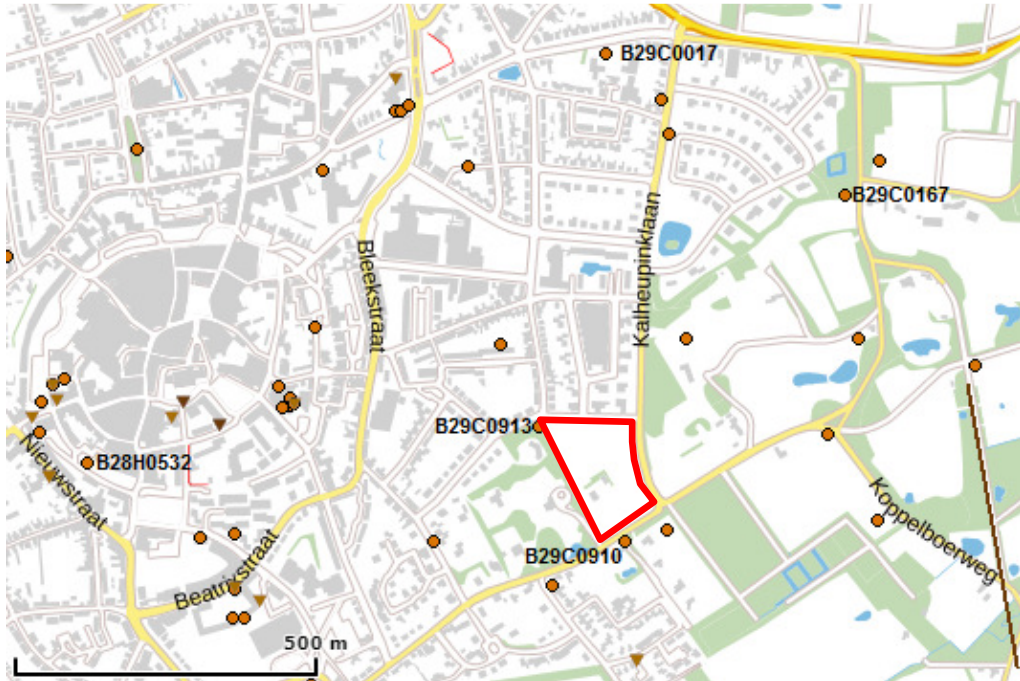 B29C0017
B29C0167
Bleekstraat
Kalheupinklaan
B29C0913
B28H0532
Nieuwstraat
Koppelboerweg
B29C0910
Beatrixstraat
500 m